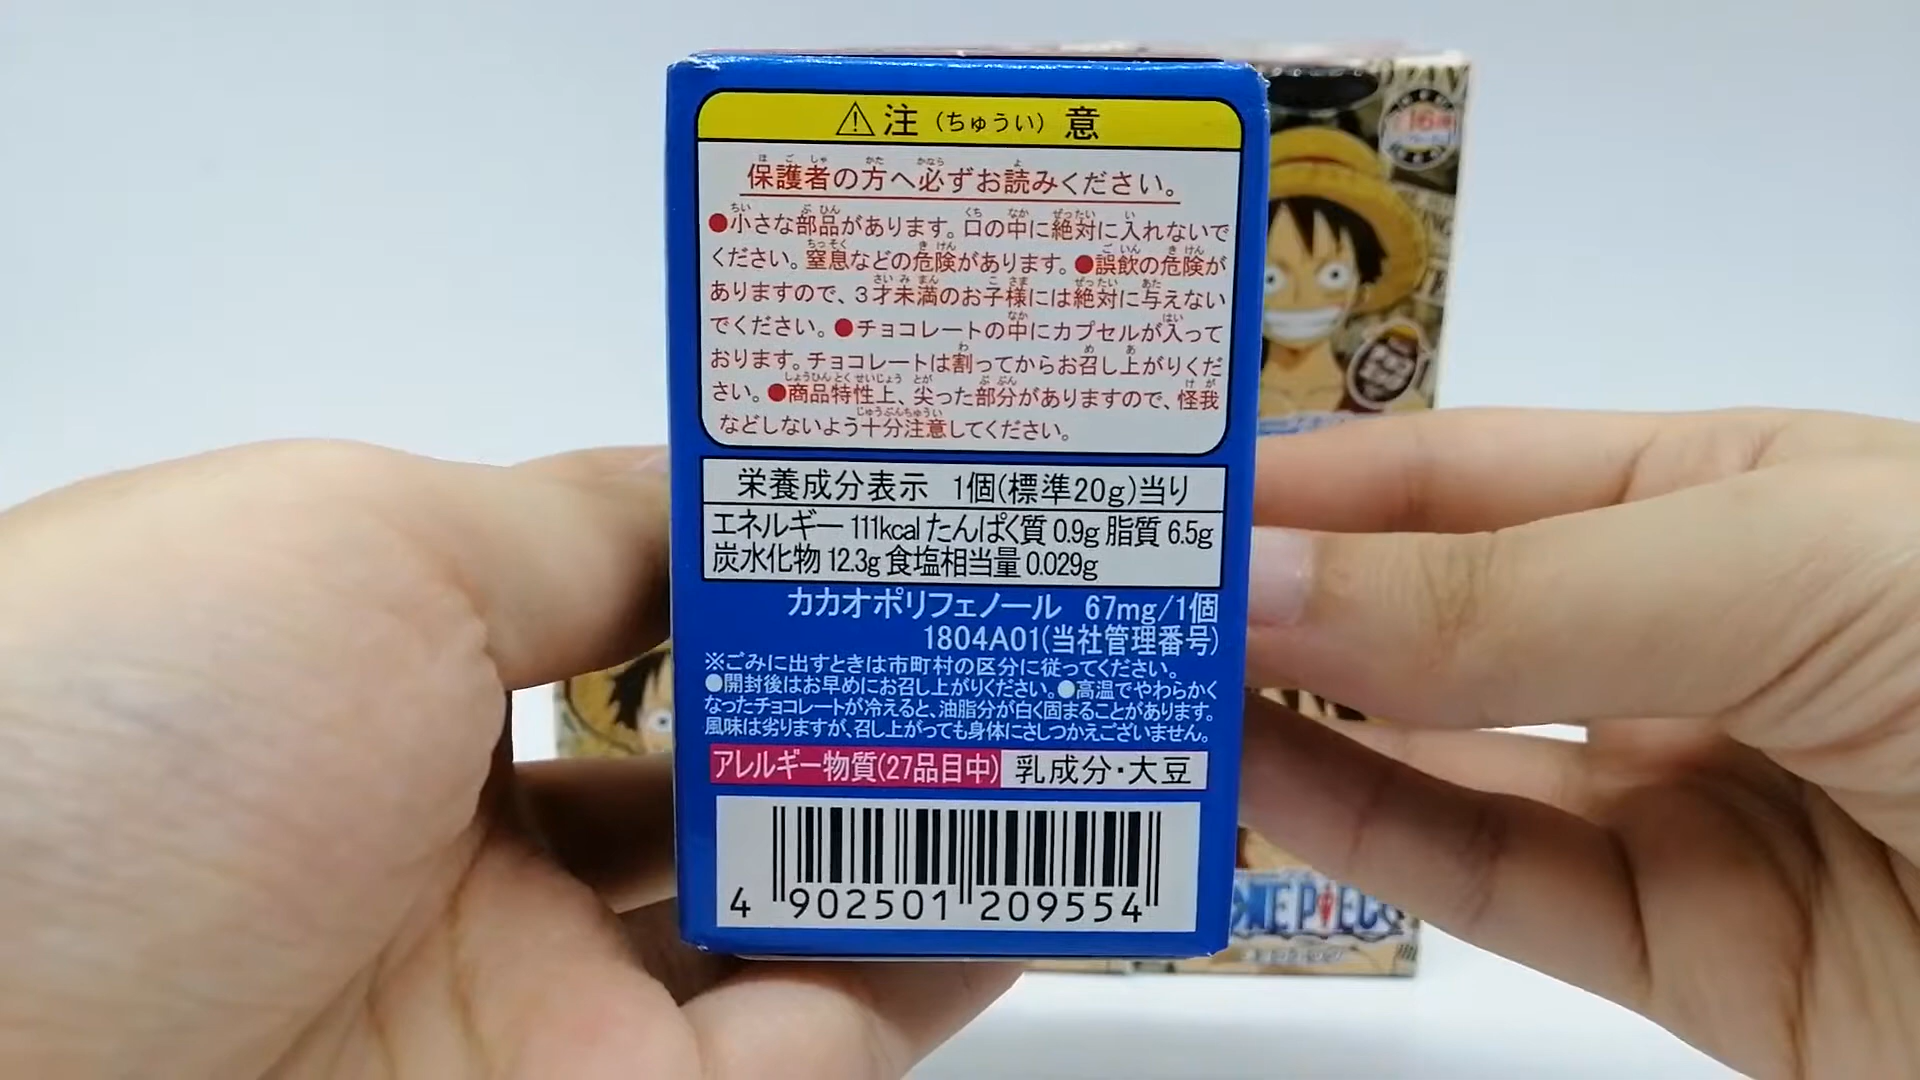 ⚠注(ちゅうい)意
保護者の方へ必ずお読みください。
●小さな部品があります。口の中に絶対に入れないで
ください。窒息などの危険があります。●誤飲の危険が
ありますので、3才未満のお子様には絶対に与えない
でください。●チョコレートの中にカプセルが入って
おります。チョコレートは割ってからお召し上がりくだ
さい。●商品特性上、尖った部分がありますので、怪我
などしないよう十分注意してください。
栄養成分表示 1個(標準20g)当り
エネルギー 111kcal たんぱく質 0.9g 脂質 6.5g
炭水化物 12.3g 食塩相当量 0.029g
カカオポリフェノール 67mg/1個
1804A01(当社管理番号)
※ごみに出すときは市町村の区分に従ってください。
●開封後はお早めにお召し上がりください。●高温でやわらかく
なったチョコレートが冷えると、油脂分が白く固まることがあります。
風味は劣りますが、召し上がっても身体にさしつかえございません。
アレルギー物質(27品目中) 乳成分・大豆
4 902501 209554
16
ONE PIECE